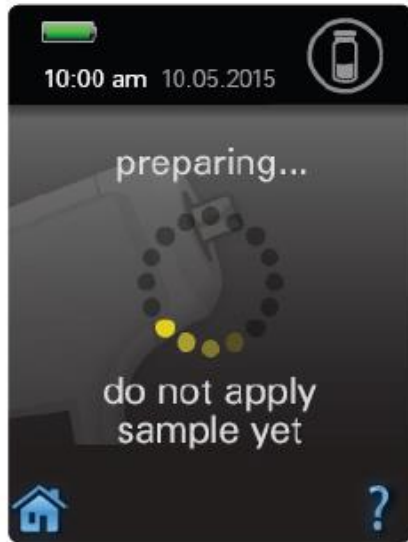 10:00 am 10.05.2015
preparing...
do not apply
sample yet
?